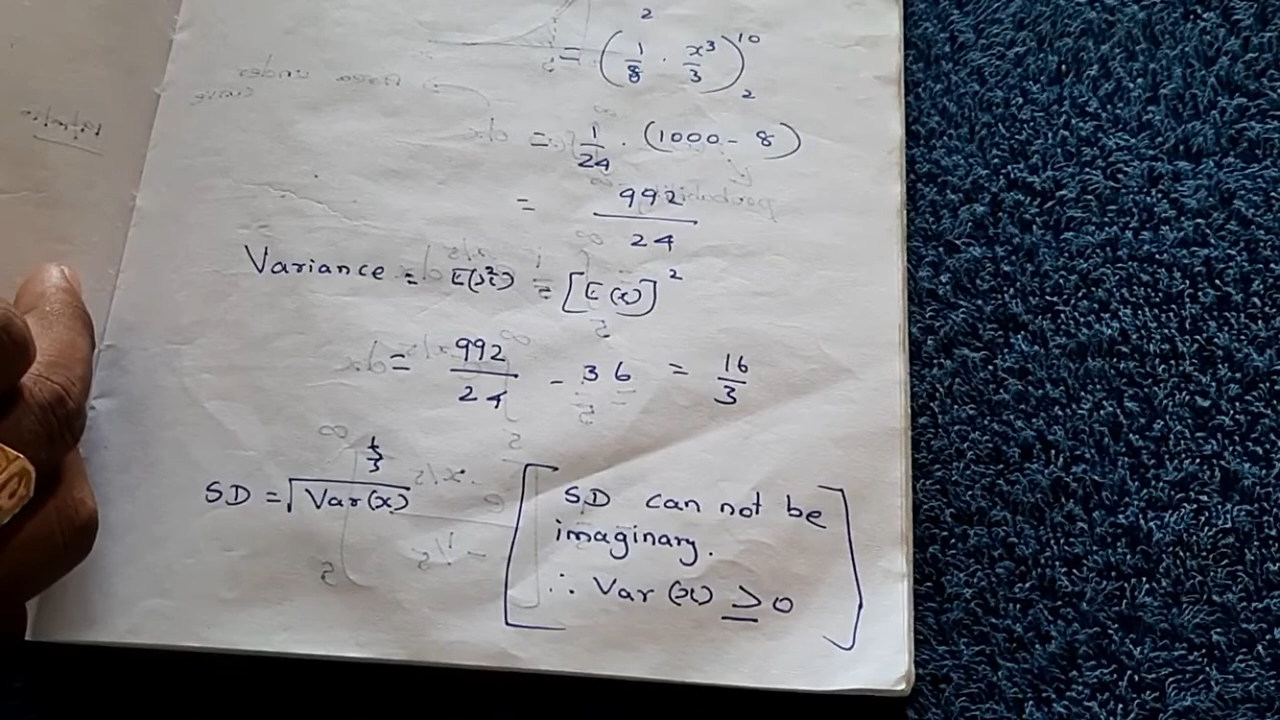 2
= (1/8 · x³/3)¹⁰₂
= 1/24 · (1000 - 8)
= 992/24
Variance = E(x²) - [E(x)]²
= 992/24 - 36 = 16/3
SD = √Var(x)
SD can not be
imaginary.
∴ Var(x) ≥ 0